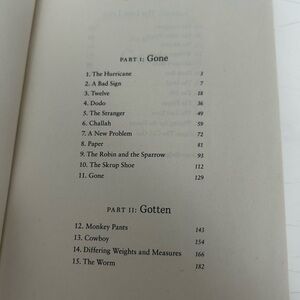 PART I: Gone
1. The Hurricane 3
2. A Bad Sign 7
3. Twelve 18
4. Dodo 36
5. The Stranger 49
6. Challah 59
7. A New Problem 72
8. Paper 81
9. The Robin and the Sparrow 93
10. The Skrup Shoe 112
11. Gone 129
PART II: Gotten
12. Monkey Pants 143
13. Cowboy 154
14. Differing Weights and Measures 166
15. The Worm 182